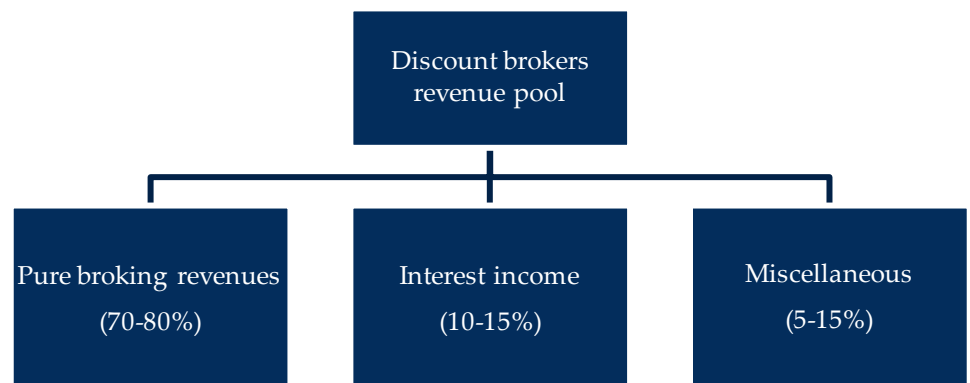 Discount brokers
revenue pool
Pure broking revenues
(70-80%)
Interest income
(10-15%)
Miscellaneous
(5-15%)